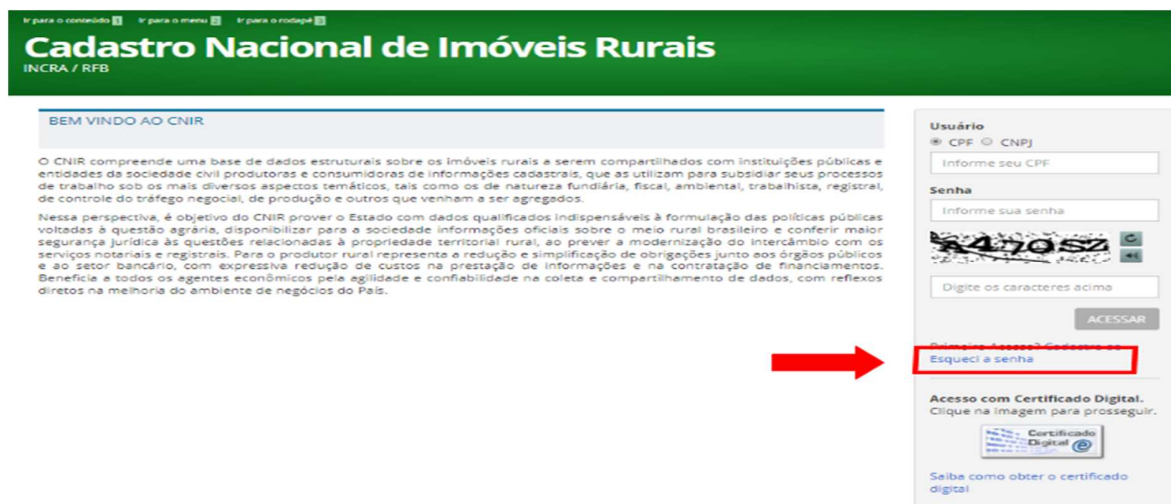 Ir para o conteúdo 1 Ir para o menu 2 Ir para o rodapé 3
Cadastro Nacional de Imóveis Rurais
INCRA / RFB
BEM VINDO AO CNIR
O CNIR compreende uma base de dados estruturais sobre os imóveis rurais a serem compartilhados com instituições públicas e
entidades da sociedade civil produtoras e consumidoras de informações cadastrais, que as utilizam para subsidiar seus processos
de trabalho sob os mais diversos aspectos temáticos, tais como os de natureza fundiária, fiscal, ambiental, trabalhista, registral,
de controle do tráfego negocial, de produção e outros que venham a ser agregados.
Nessa perspectiva, é objetivo do CNIR prover o Estado com dados qualificados indispensáveis à formulação das políticas públicas
voltadas à questão agrária, disponibilizar para a sociedade informações oficiais sobre o meio rural brasileiro e conferir maior
segurança jurídica às questões relacionadas à propriedade territorial rural, ao prever a modernização do intercâmbio com os
serviços notariais e registrais. Para o produtor rural representa a redução e simplificação de obrigações junto aos órgãos públicos
e ao setor bancário, com expressiva redução de custos na prestação de informações e na contratação de financiamentos.
Beneficia a todos os agentes econômicos pela agilidade e confiabilidade na coleta e compartilhamento de dados, com reflexos
diretos na melhoria do ambiente de negócios do País.
Usuário
CPF CNPJ
Informe seu CPF
Senha
Informe sua senha
A470SZ
Digite os caracteres acima
ACESSAR
Primeiro Acesso? Cadastre-se
Esqueci a senha
Acesso com Certificado Digital.
Clique na imagem para prosseguir.
Certificado
Digital
Saiba como obter o certificado
digital